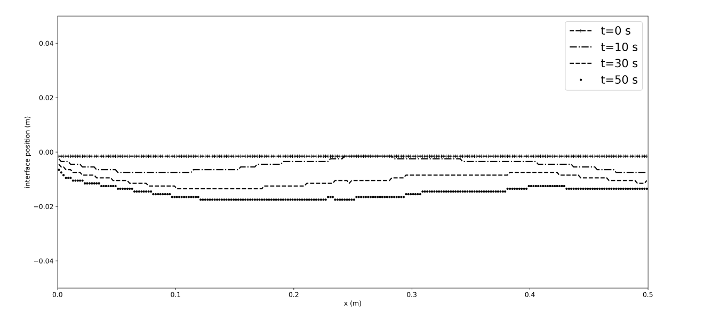 t=0 s
t=10 s
t=30 s
t=50 s
0.04
0.02
0.00
−0.02
−0.04
interface position (m)
0.0
0.1
0.2
0.3
0.4
0.5
x (m)